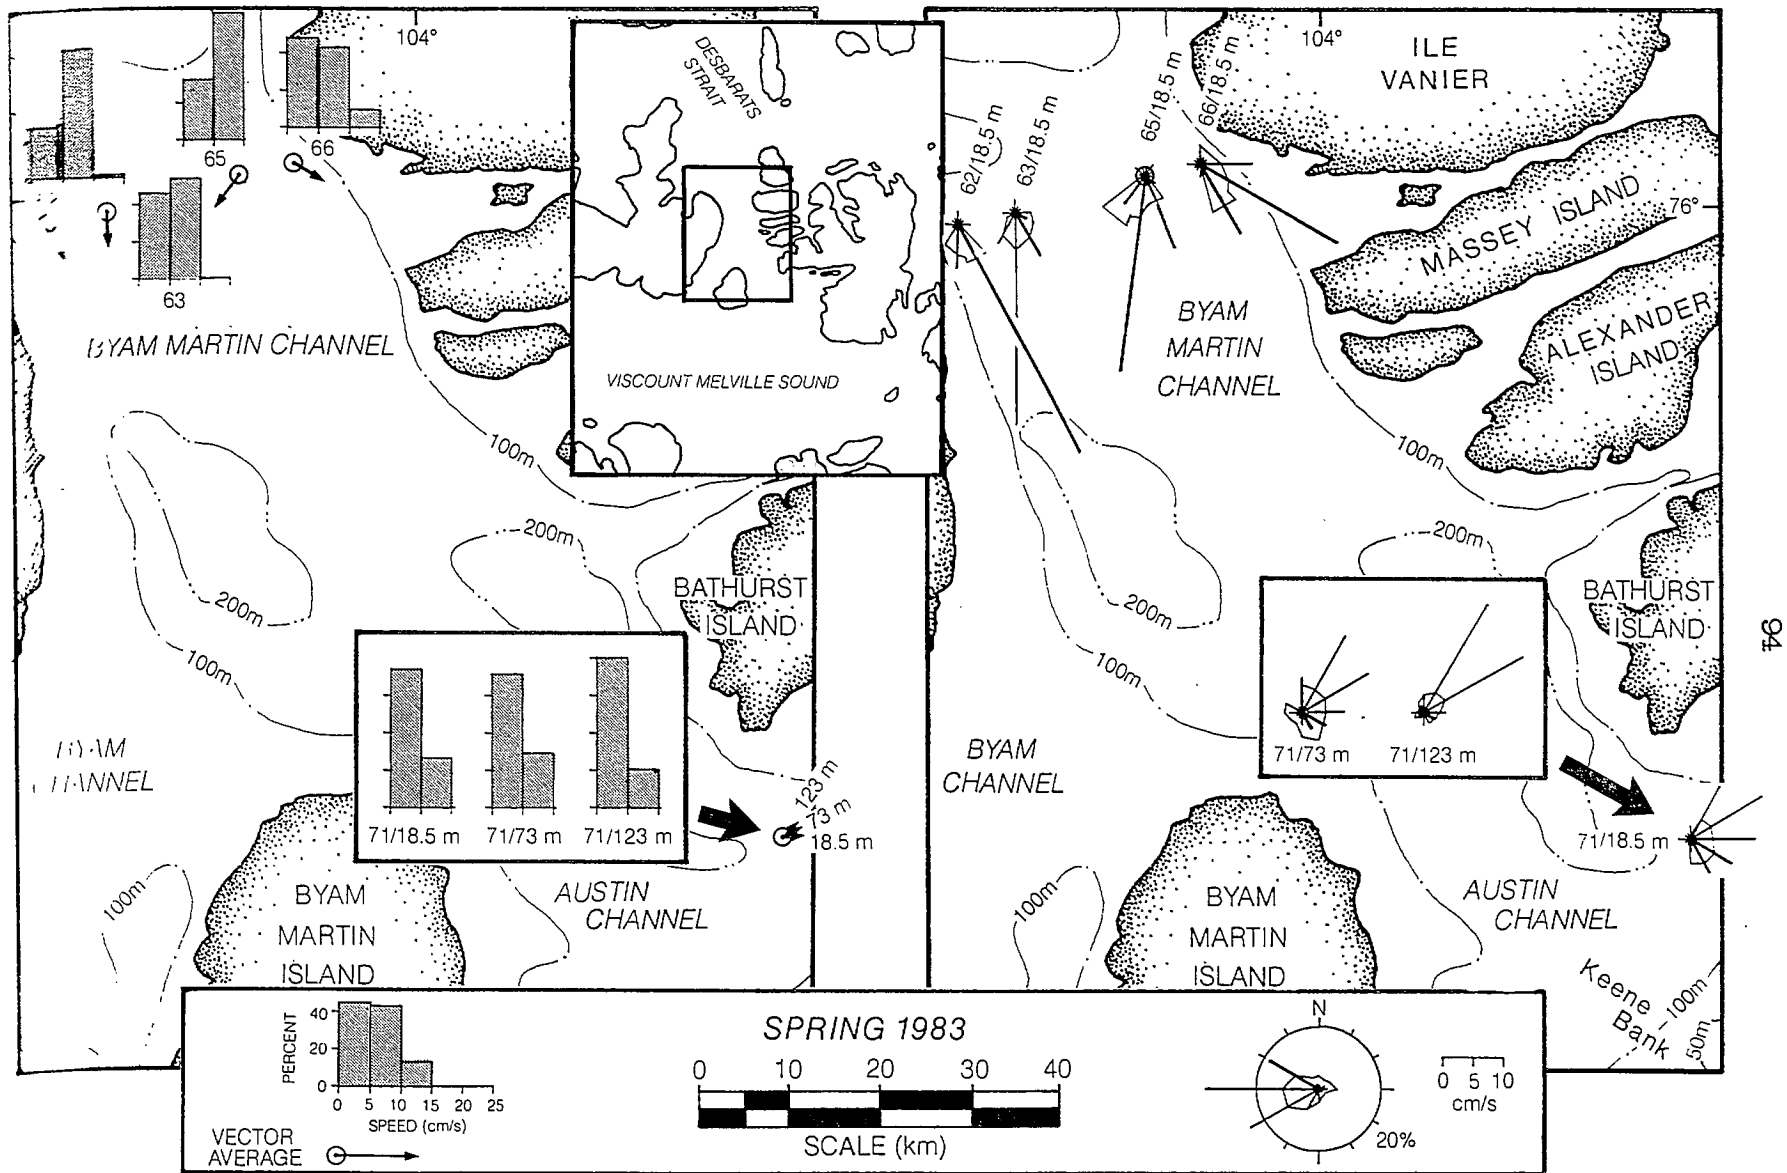 104°
65
66
63
BYAM MARTIN CHANNEL
100m
200m
200m
100m
BATHURST
ISLAND
BYAM
CHANNEL
71/18.5 m
71/73 m
71/123 m
123 m
73 m
18.5 m
100m
BYAM
MARTIN
ISLAND
AUSTIN
CHANNEL
DESBARATS
STRAIT
VISCOUNT MELVILLE SOUND
104°
ILE
VANIER
62/18.5 m
63/18.5 m
65/18.5 m
66/18.5 m
MASSEY ISLAND
76°
ALEXANDER
ISLAND
BYAM
MARTIN
CHANNEL
100m
200m
200m
100m
BATHURST
ISLAND
BYAM
CHANNEL
71/73 m
71/123 m
71/18.5 m
100m
BYAM
MARTIN
ISLAND
AUSTIN
CHANNEL
Keene
Bank
100m
50m
94
PERCENT
40
20
0
0 5 10 15 20 25
SPEED (cm/s)
VECTOR
AVERAGE
SPRING 1983
0 10 20 30 40
SCALE (km)
N
20%
0 5 10
cm/s